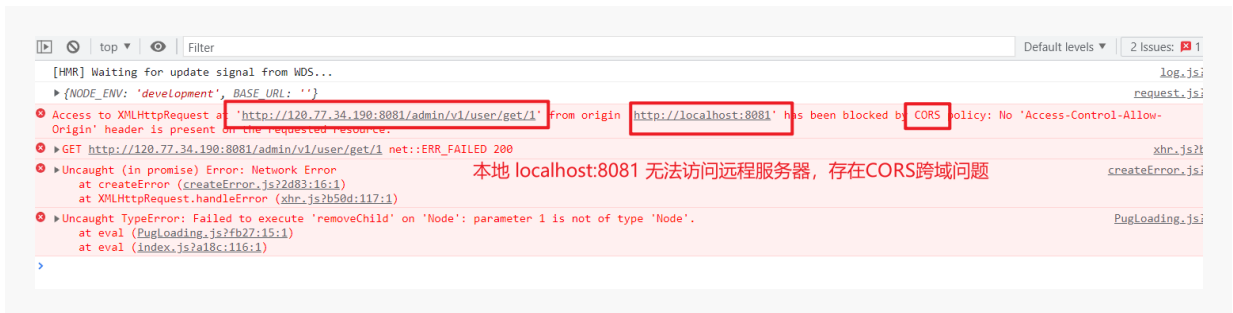 top ▼ Filter Default levels ▼ 2 Issues: 1
[HMR] Waiting for update signal from WDS... log.js?
▶{NODE_ENV: 'development', BASE_URL: ''} request.js?
Access to XMLHttpRequest at 'http://120.77.34.190:8081/admin/v1/user/get/1' from origin 'http://localhost:8081' has been blocked by CORS policy: No 'Access-Control-Allow-
Origin' header is present on the requested resource.
▶GET http://120.77.34.190:8081/admin/v1/user/get/1 net::ERR_FAILED 200 xhr.js?b
▶Uncaught (in promise) Error: Network Error createError.js?
at createError (createError.js?2d83:16:1)
at XMLHttpRequest.handleError (xhr.js?b50d:117:1)
本地 localhost:8081 无法访问远程服务器，存在CORS跨域问题
▶Uncaught TypeError: Failed to execute 'removeChild' on 'Node': parameter 1 is not of type 'Node'. PugLoading.js?
at eval (PugLoading.js?fb27:15:1)
at eval (index.js?a18c:116:1)